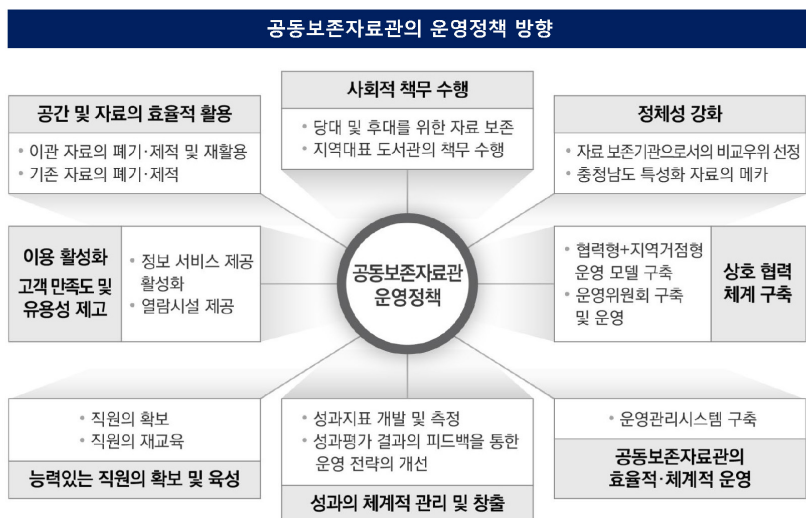 공동보존자료관의 운영정책 방향
공간 및 자료의 효율적 활용
• 이관 자료의 폐기·제적 및 재활용
• 기존 자료의 폐기·제적
사회적 책무 수행
• 당대 및 후대를 위한 자료 보존
• 지역대표 도서관의 책무 수행
정체성 강화
• 자료 보존기관으로서의 비교우위 선정
• 충청남도 특성화 자료의 메카
이용 활성화
고객 만족도 및
유용성 제고
• 정보 서비스 제공
활성화
• 열람시설 제공
공동보존자료관
운영정책
• 협력형+지역거점형
운영 모델 구축
• 운영위원회 구축
및 운영
상호 협력
체계 구축
• 직원의 확보
• 직원의 재교육
능력있는 직원의 확보 및 육성
• 성과지표 개발 및 측정
• 성과평가 결과의 피드백을 통한
운영 전략의 개선
성과의 체계적 관리 및 창출
• 운영관리시스템 구축
공동보존자료관의
효율적·체계적 운영